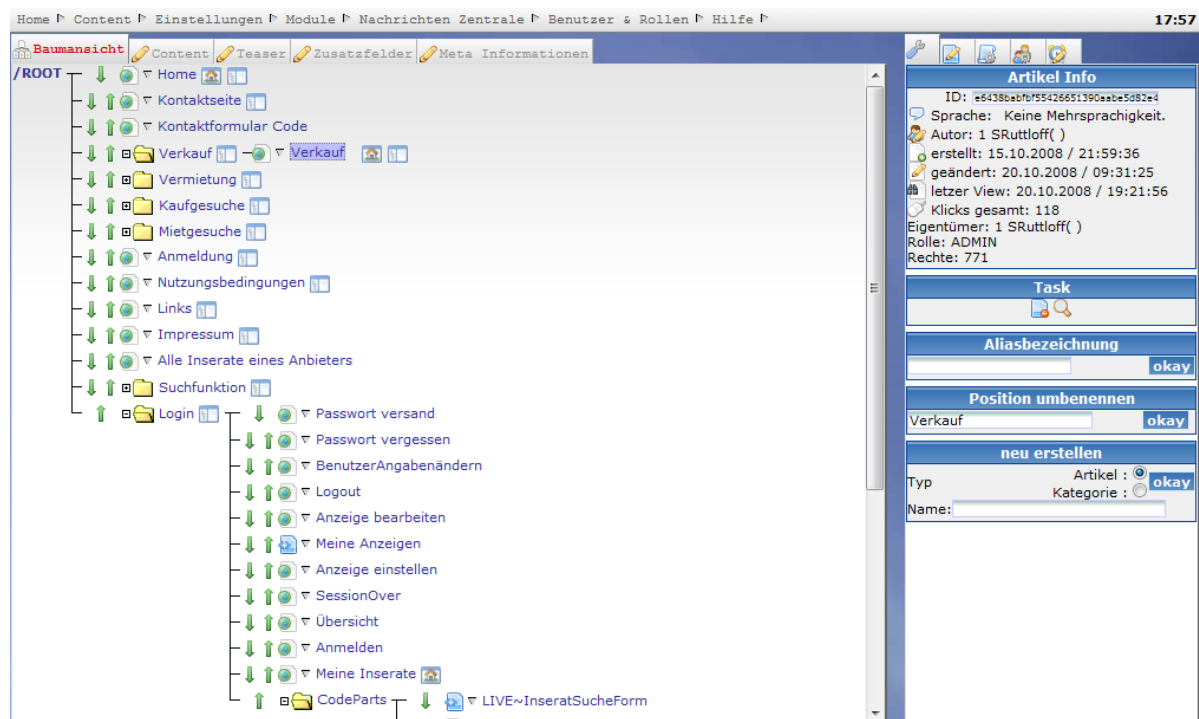 Home Content Einstellungen Module Nachrichten Zentrale Benutzer & Rollen Hilfe 17:57
Baumansicht Content Teaser Zusatzfelder Meta Informationen
/ROOT Home
Kontaktseite
Kontaktformular Code
Verkauf Verkauf
Vermietung
Kaufgesuche
Mietgesuche
Anmeldung
Nutzungsbedingungen
Links
Impressum
Alle Inserate eines Anbieters
Suchfunktion
Login Passwort versand
Passwort vergessen
BenutzerAngabenändern
Logout
Anzeige bearbeiten
Meine Anzeigen
Anzeige einstellen
SessionOver
Übersicht
Anmelden
Meine Inserate
CodeParts LIVE~InseratSucheForm
Artikel Info
ID: e6438babfbf55426651390aabe5d82e4
Sprache: Keine Mehrsprachigkeit.
Autor: 1 SRuttloff( )
erstellt: 15.10.2008 / 21:59:36
geändert: 20.10.2008 / 09:31:25
letzer View: 20.10.2008 / 19:21:56
Klicks gesamt: 118
Eigentümer: 1 SRuttloff( )
Rolle: ADMIN
Rechte: 771
Task
Aliasbezeichnung
okay
Position umbenennen
Verkauf okay
neu erstellen
Typ Artikel : okay
Kategorie :
Name: